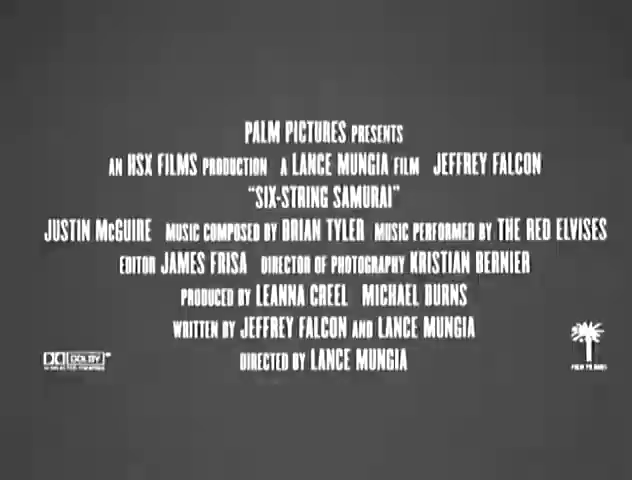 PALM PICTURES PRESENTS
AN HSX FILMS PRODUCTION A LANCE MUNGIA FILM JEFFREY FALCON
"SIX-STRING SAMURAI"
JUSTIN McGUIRE MUSIC COMPOSED BY BRIAN TYLER MUSIC PERFORMED BY THE RED ELVISES
EDITOR JAMES FRISA DIRECTOR OF PHOTOGRAPHY KRISTIAN BERNIER
PRODUCED BY LEANNA CREEL MICHAEL BURNS
WRITTEN BY JEFFREY FALCON AND LANCE MUNGIA
DIRECTED BY LANCE MUNGIA
DOLBY